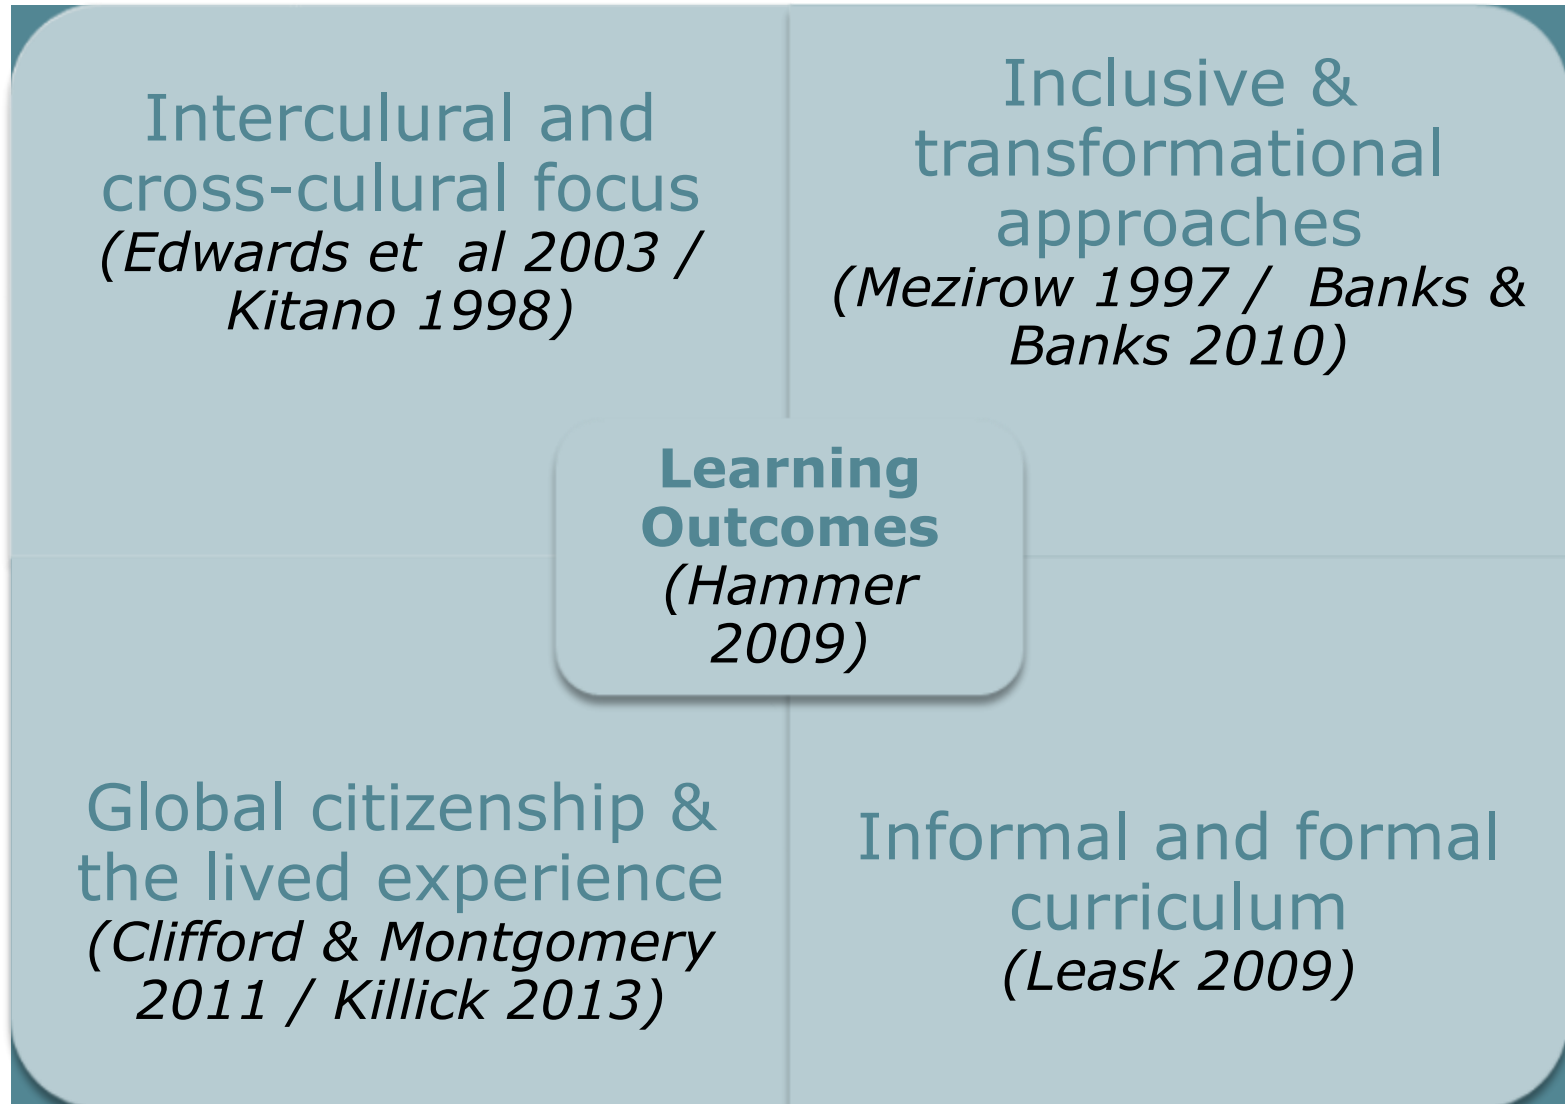 Interculural and
cross-culural focus
(Edwards et  al 2003 /
Kitano 1998)
Inclusive &
transformational
approaches
(Mezirow 1997 /  Banks &
Banks 2010)
Learning
Outcomes
(Hammer
2009)
Global citizenship &
the lived experience
(Clifford & Montgomery
2011 / Killick 2013)
Informal and formal
curriculum
(Leask 2009)